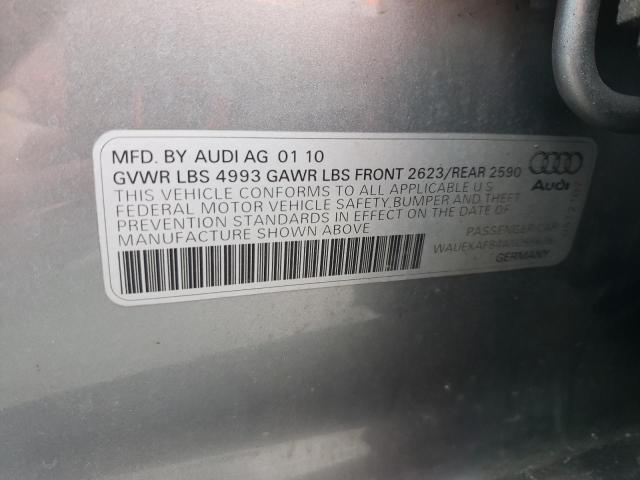 MFD. BY AUDI AG 01 10
GVWR LBS 4993 GAWR LBS FRONT 2623/REAR 2590
THIS VEHICLE CONFORMS TO ALL APPLICABLE U S
FEDERAL MOTOR VEHICLE SAFETY, BUMPER AND THEFT
PREVENTION STANDARDS IN EFFECT ON THE DATE OF
MANUFACTURE SHOWN ABOVE
Audi
PASSENGER CAR
GERMANY